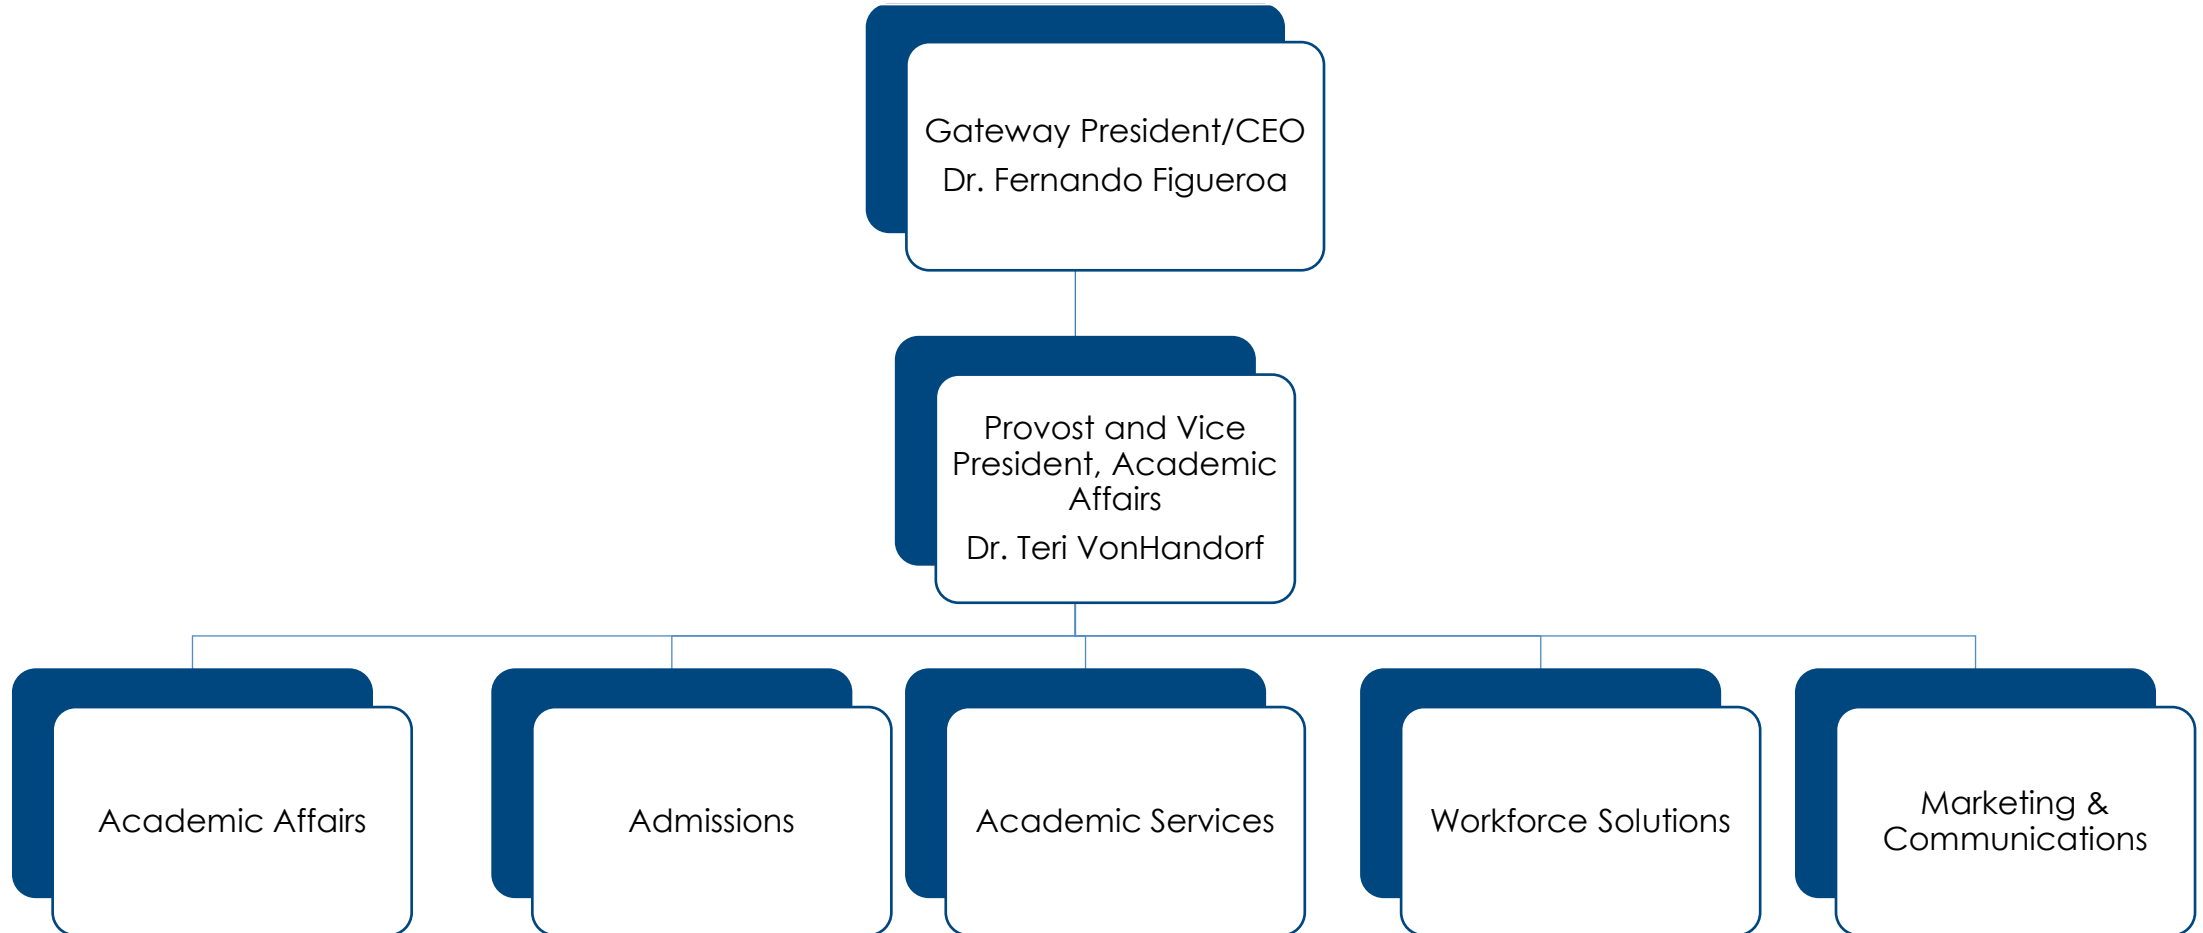 Gateway President/CEO
Dr. Fernando Figueroa
Provost and Vice
President, Academic
Affairs
Dr. Teri VonHandorf
Academic Affairs
Admissions
Academic Services
Workforce Solutions
Marketing &
Communications